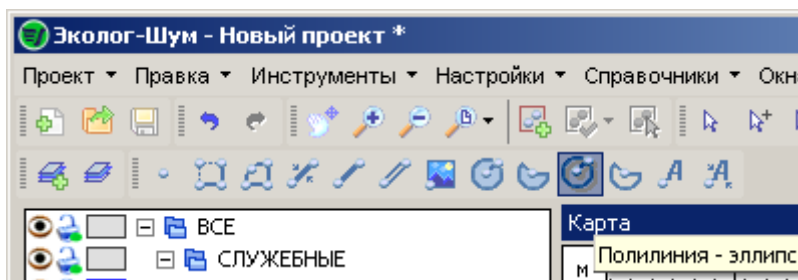 Эколог-Шум - Новый проект *
Проект Правка Инструменты Настройки Справочники Окн
ВСЕ
СЛУЖЕБНЫЕ
Карта
Полилиния - эллипс
м